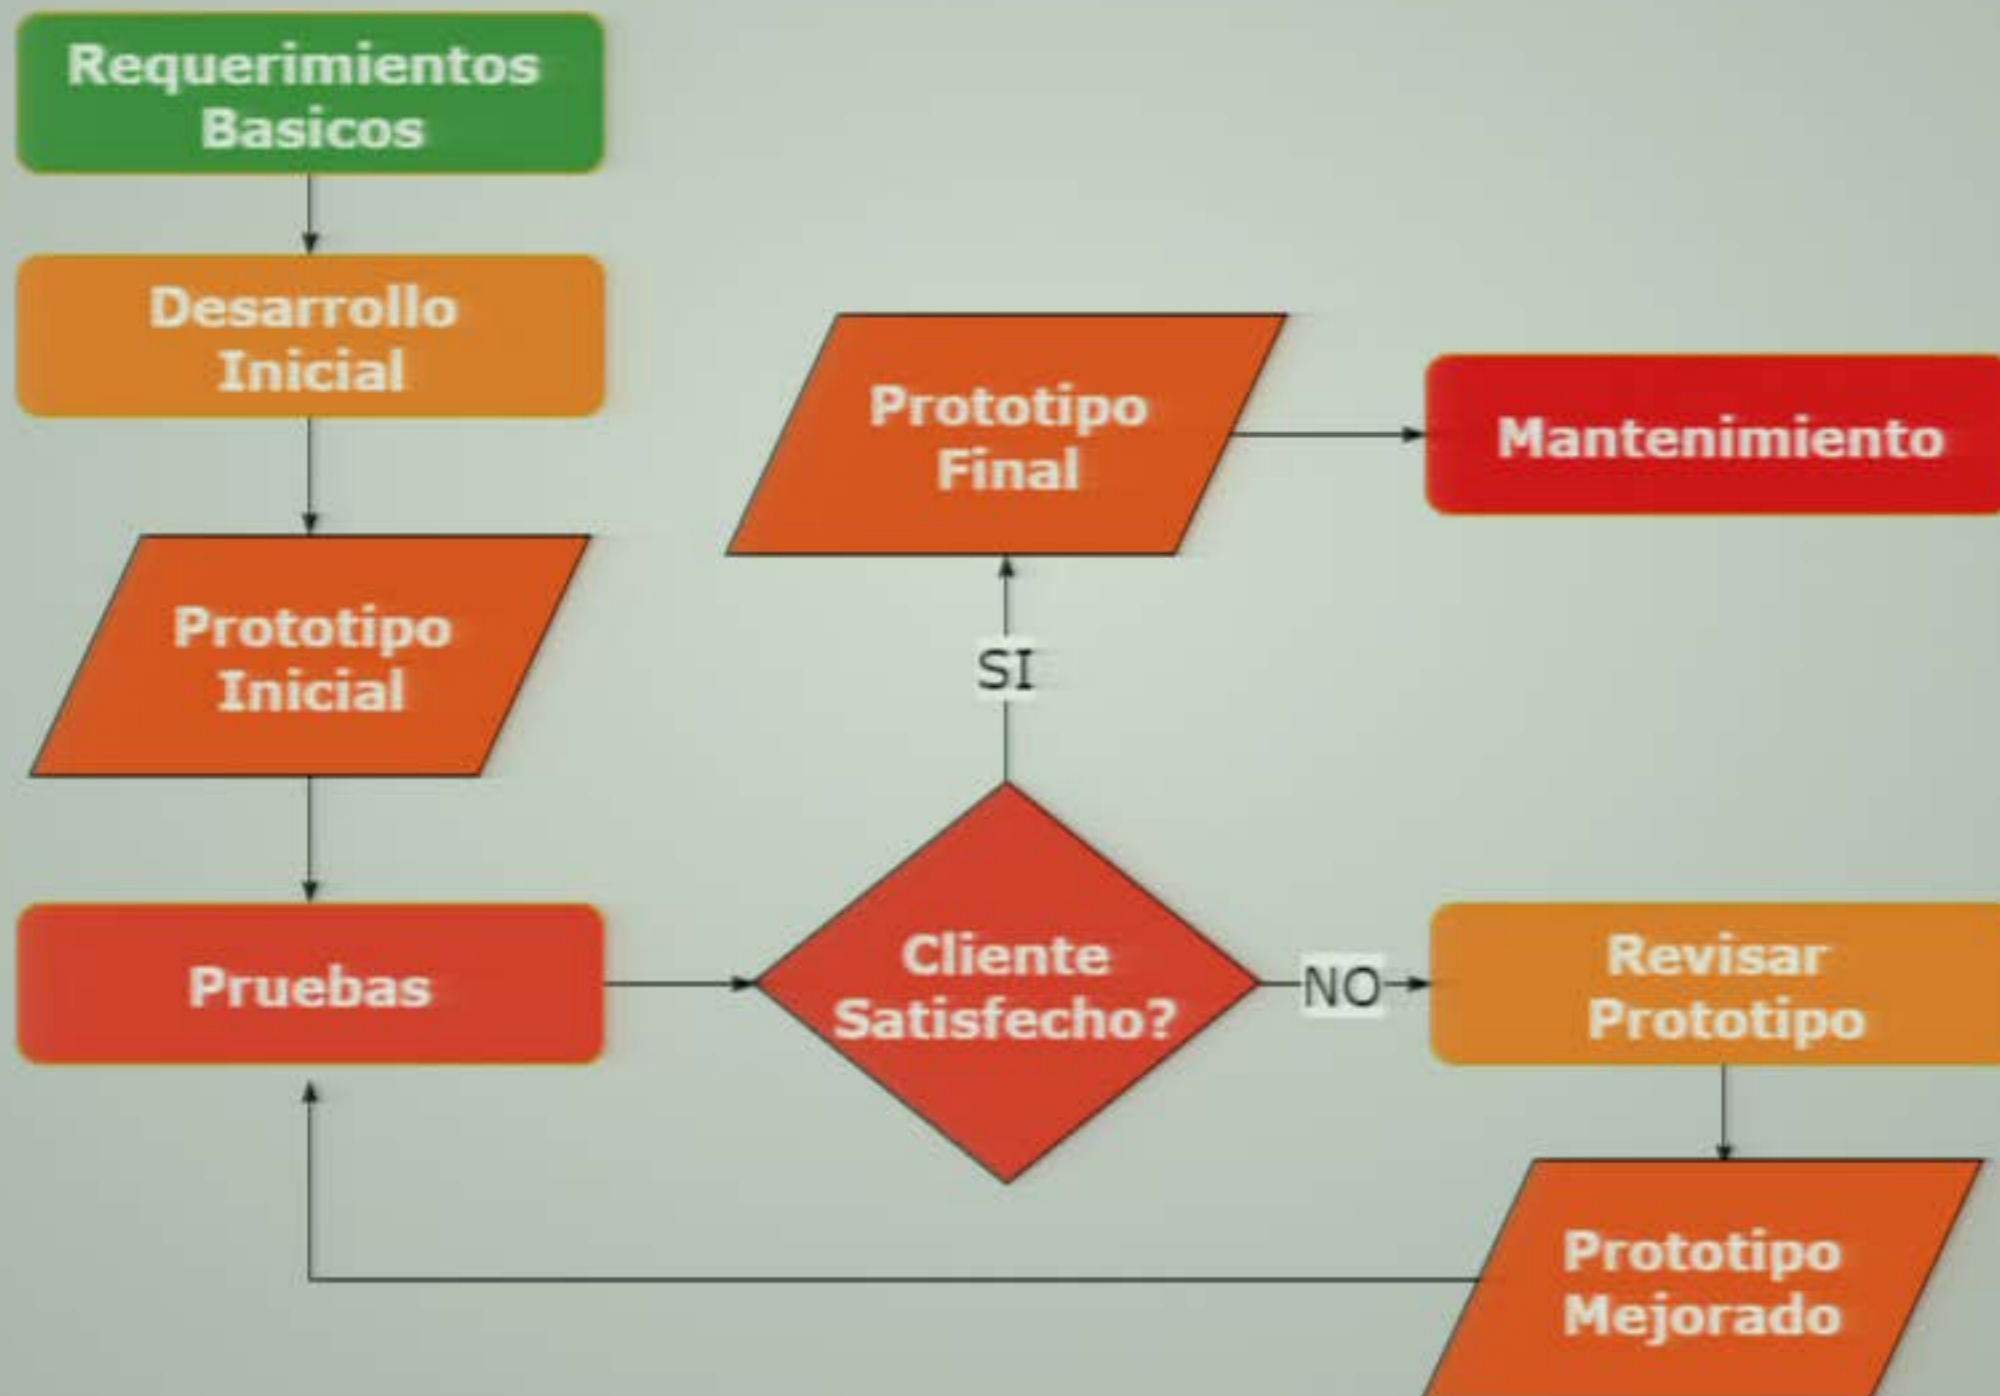 Requerimientos
Basicos
Desarrollo
Inicial
Prototipo
Inicial
Pruebas
Cliente
Satisfecho?
SI
Prototipo
Final
Mantenimiento
NO
Revisar
Prototipo
Prototipo
Mejorado